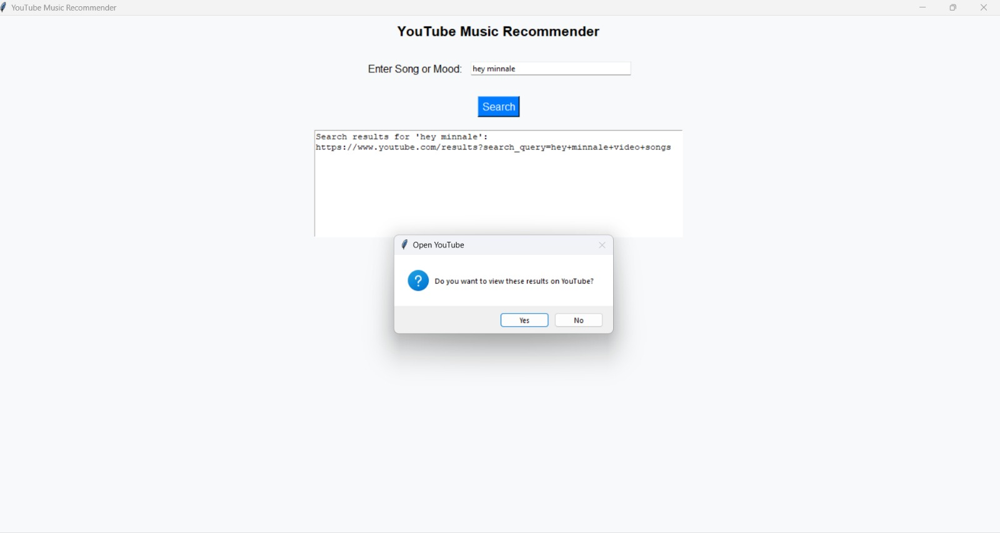 YouTube Music Recommender
YouTube Music Recommender
Enter Song or Mood: hey minnale
Search
Search results for 'hey minnale':
https://www.youtube.com/results?search_query=hey+minnale+video+songs
Open YouTube
Do you want to view these results on YouTube?
Yes No